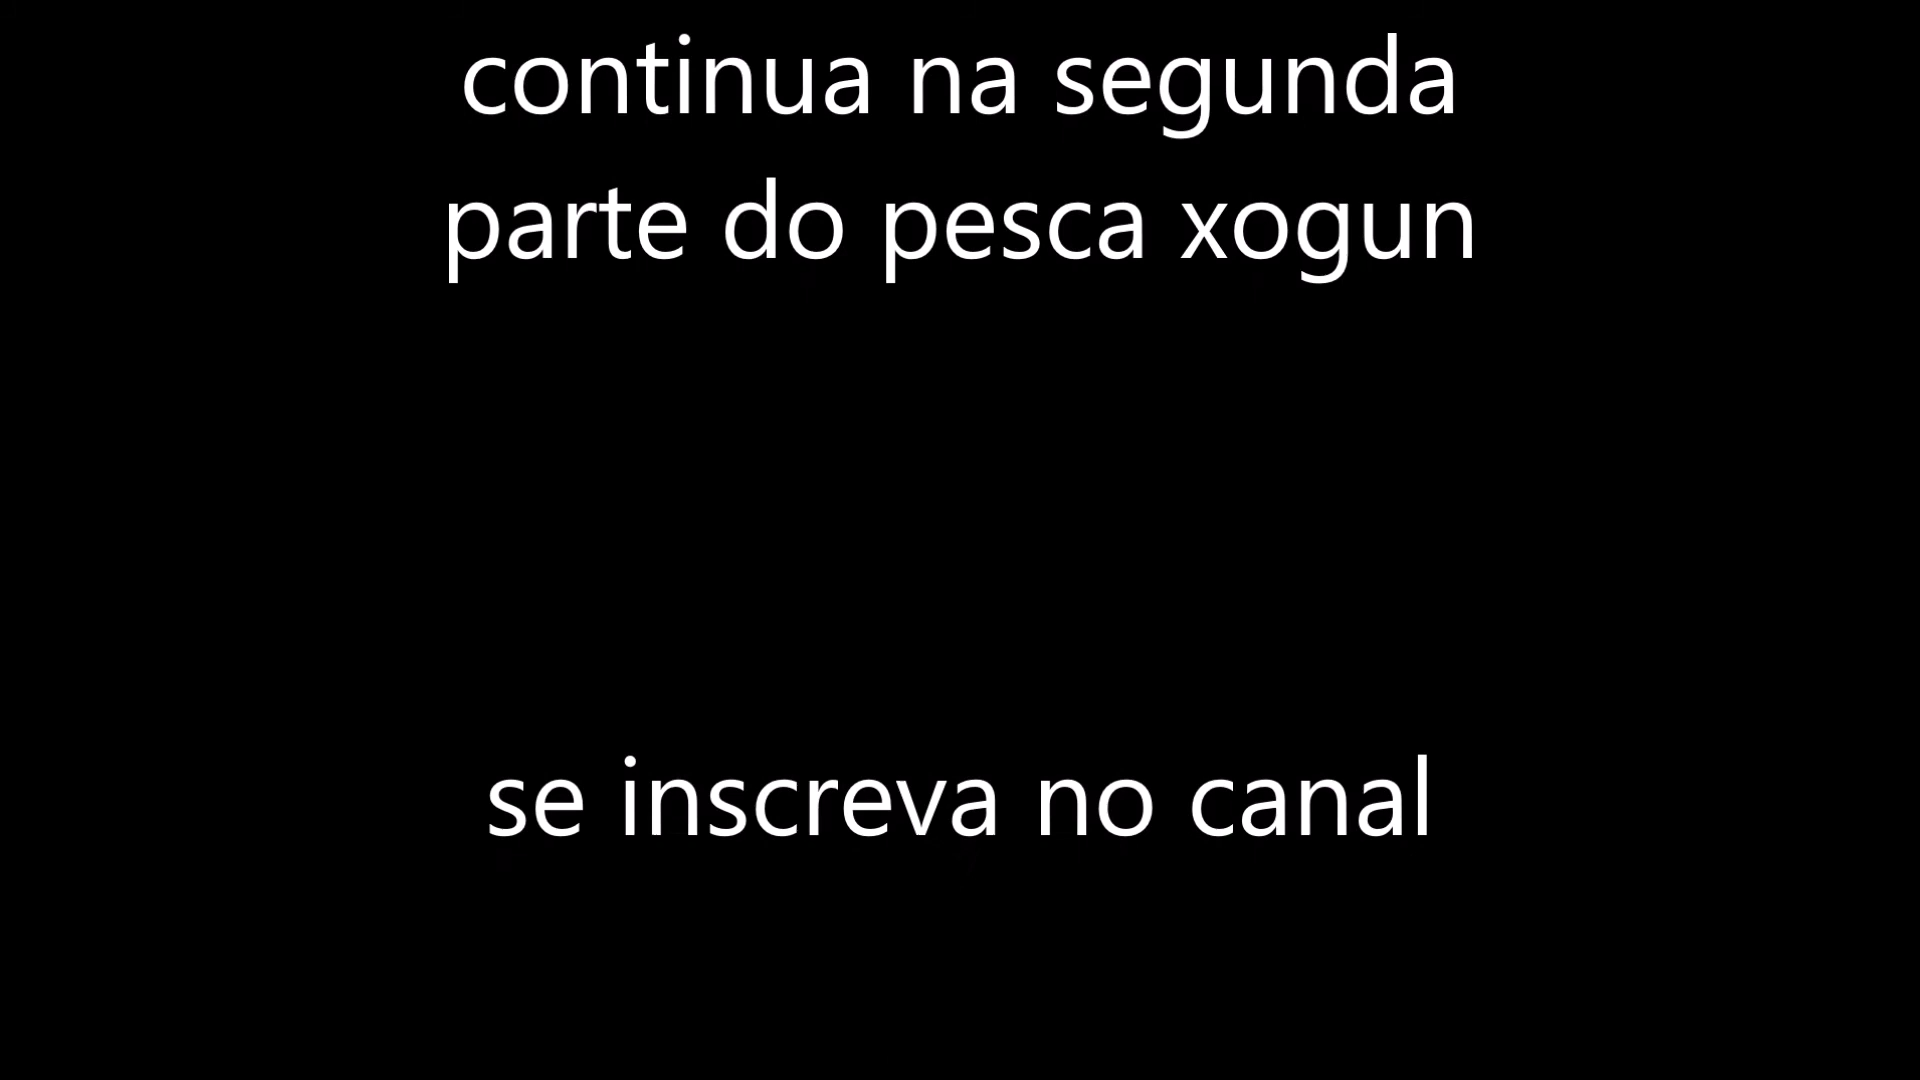 continua na segunda
parte do pesca xogun
se inscreva no canal